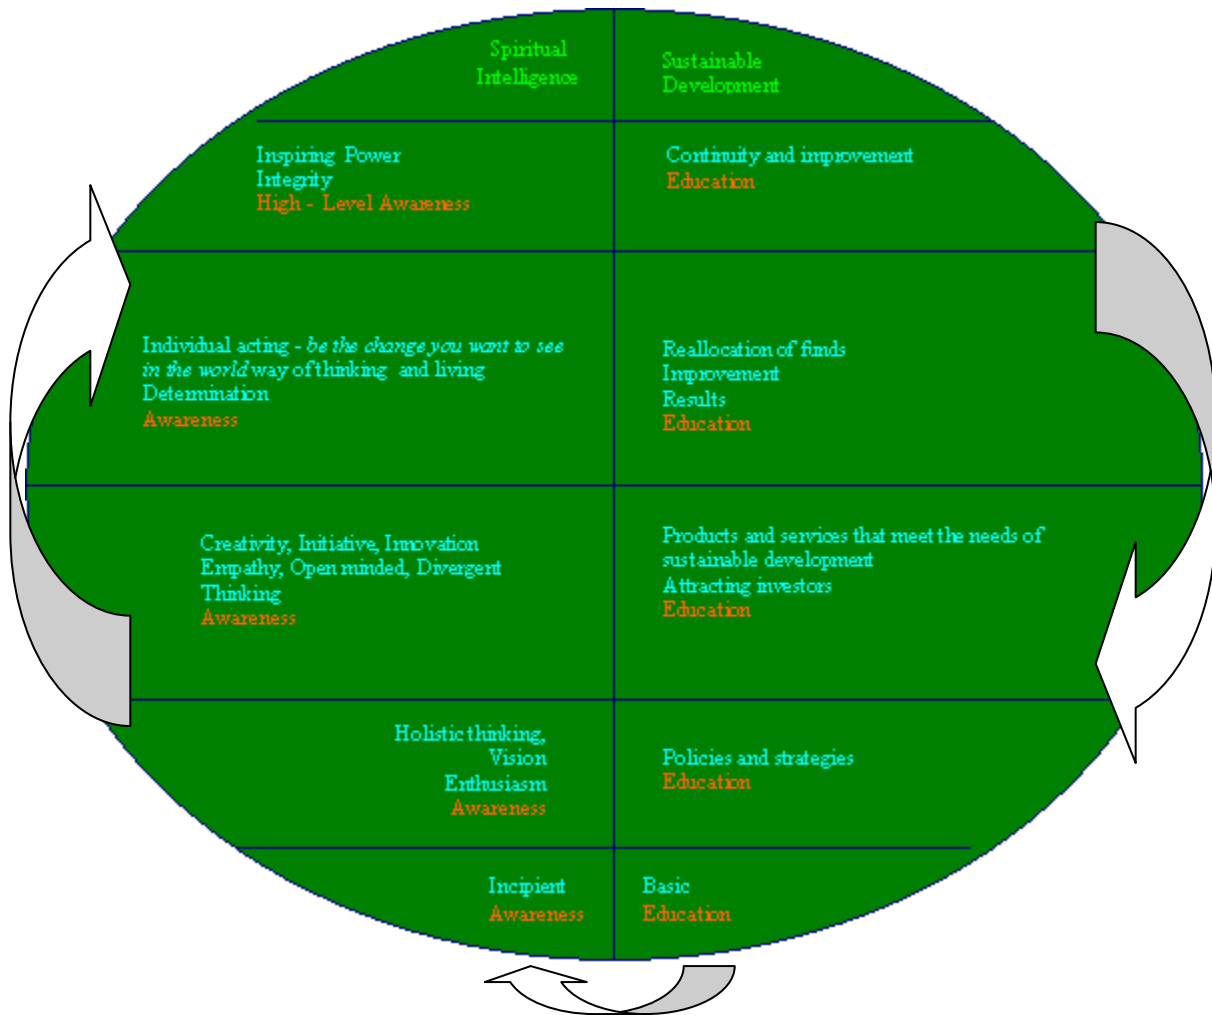 Spiritual
Intelligence
Sustainable
Development
Inspiring Power
Integrity
High - Level Awareness
Continuity and improvement
Education
Individual acting - be the change you want to see
in the world way of thinking and living
Determination
Awareness
Reallocation of funds
Improvement
Results
Education
Creativity, Initiative, Innovation
Empathy, Open minded, Divergent
Thinking
Awareness
Products and services that meet the needs of
sustainable development
Attracting investors
Education
Holistic thinking,
Vision
Enthusiasm
Awareness
Policies and strategies
Education
Incipient
Awareness
Basic
Education